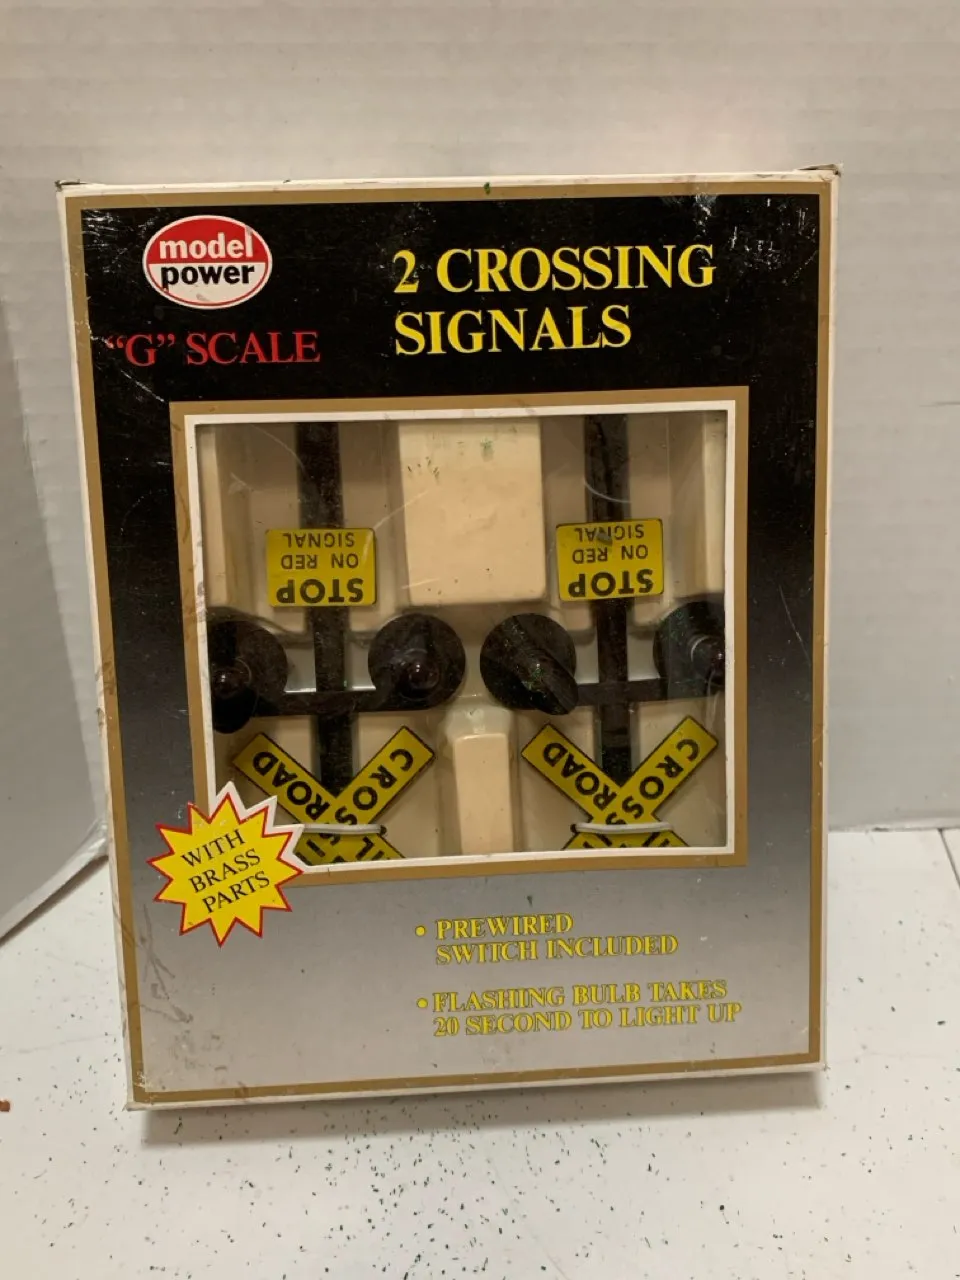 model
power
"G" SCALE
2 CROSSING
SIGNALS
STOP
ON RED
SIGNAL
STOP
ON RED
SIGNAL
ROAD
CROSSI
ROAD
CROSS
WITH
BRASS
PARTS
• PREWIRED
SWITCH INCLUDED
• FLASHING BULB TAKES
20 SECOND TO LIGHT UP